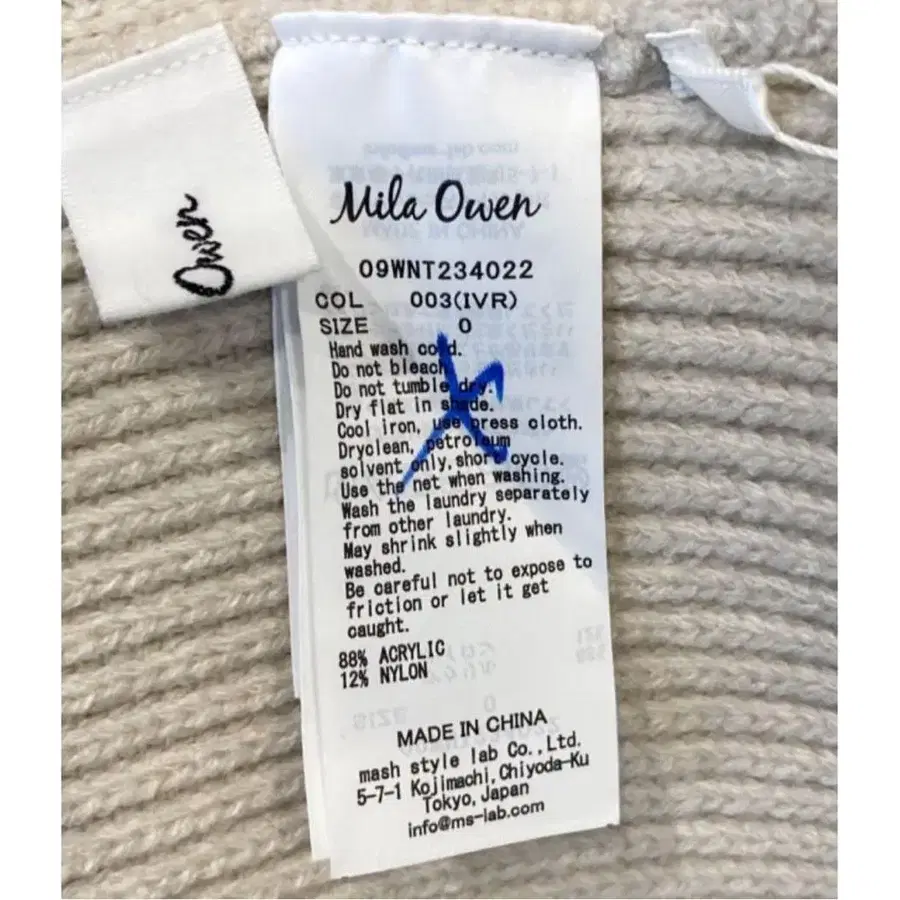 Owen
Mila Owen
09WNT234022
COL 003(IVR)
SIZE 0
Hand wash cold.
Do not bleach.
Do not tumble dry.
Dry flat in shade.
Cool iron, use press cloth.
Dryclean, petroleum
solvent only,short cycle.
Use the net when washing.
Wash the laundry separately
from other laundry.
May shrink slightly when
washed.
Be careful not to expose to
friction or let it get
caught.
88% ACRYLIC
12% NYLON
MADE IN CHINA
mash style lab Co.,Ltd.
5-7-1 Kojimachi,Chiyoda-Ku
Tokyo,Japan
info@ms-lab.com